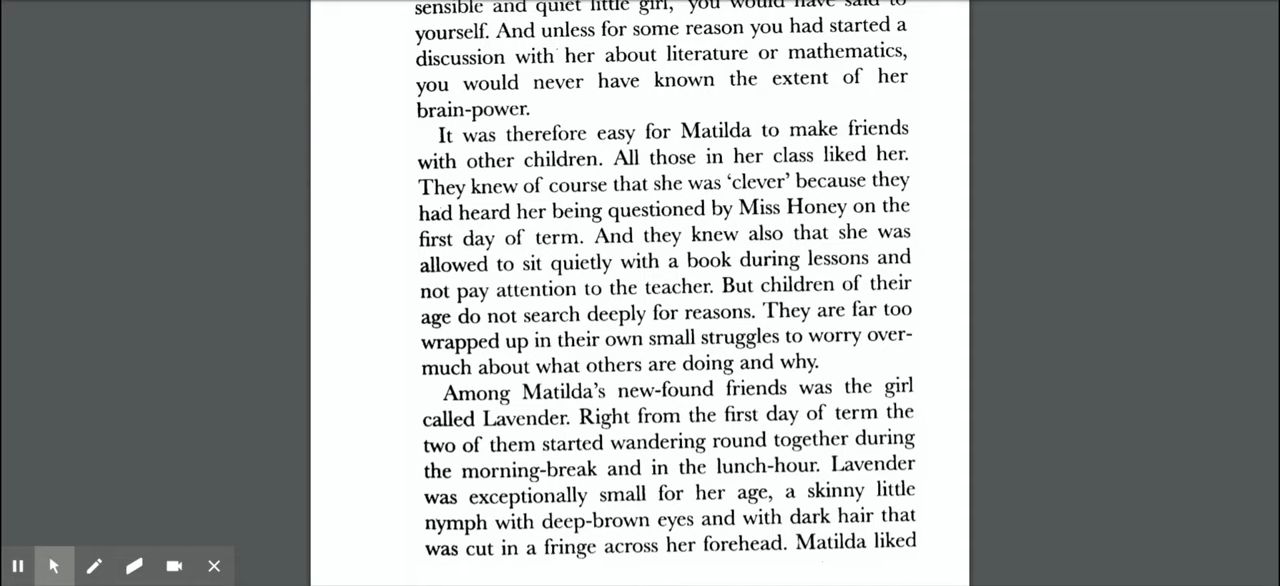 sensible and quiet little girl, you would have said to
yourself. And unless for some reason you had started a
discussion with her about literature or mathematics,
you would never have known the extent of her
brain-power.
It was therefore easy for Matilda to make friends
with other children. All those in her class liked her.
They knew of course that she was ‘clever’ because they
had heard her being questioned by Miss Honey on the
first day of term. And they knew also that she was
allowed to sit quietly with a book during lessons and
not pay attention to the teacher. But children of their
age do not search deeply for reasons. They are far too
wrapped up in their own small struggles to worry over-
much about what others are doing and why.
Among Matilda’s new-found friends was the girl
called Lavender. Right from the first day of term the
two of them started wandering round together during
the morning-break and in the lunch-hour. Lavender
was exceptionally small for her age, a skinny little
nymph with deep-brown eyes and with dark hair that
was cut in a fringe across her forehead. Matilda liked